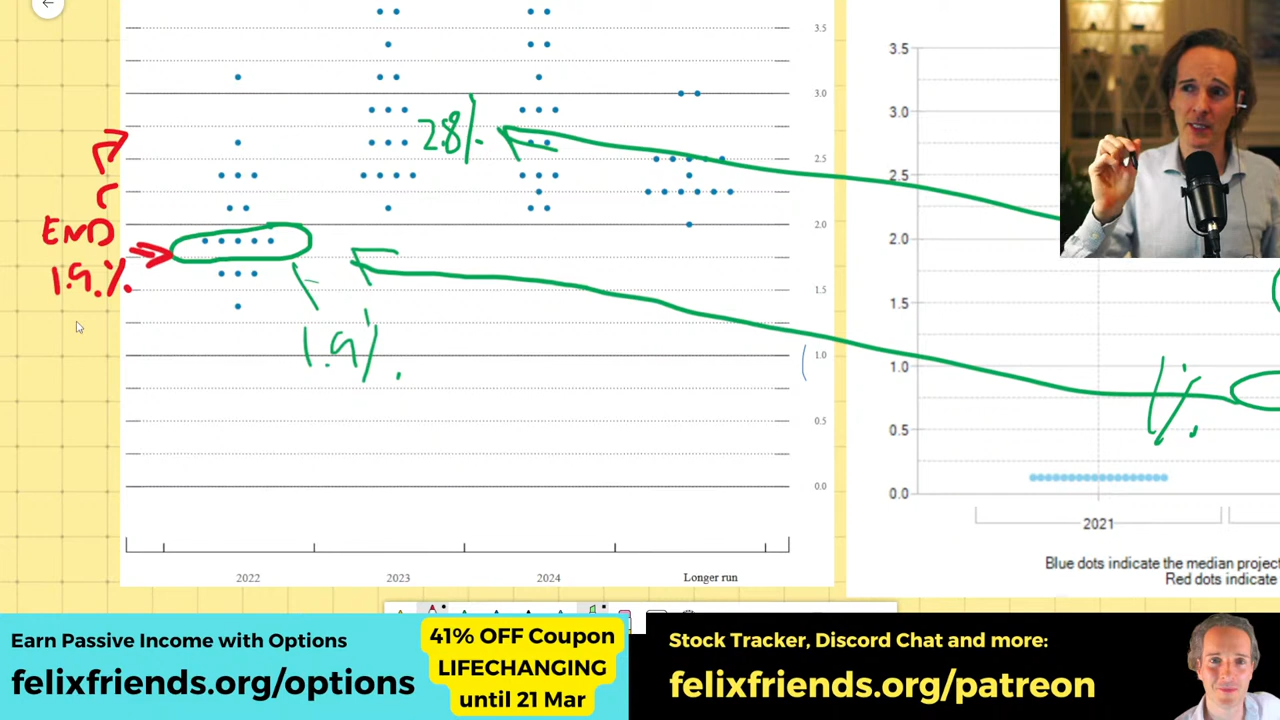 3.5
3.0
2.5
2.0
1.5
1.0
0.5
0.0
2022
2023
2024
Longer run
END
1.9%
1.9%.
2.8%.
3.5
3.0
2.5
2.0
1.5
1.0
0.5
0.0
1%.
2021
Blue dots indicate the median project
Red dots indicate
Earn Passive Income with Options
felixfriends.org/options
41% OFF Coupon
LIFECHANGING
until 21 Mar
Stock Tracker, Discord Chat and more:
felixfriends.org/patreon